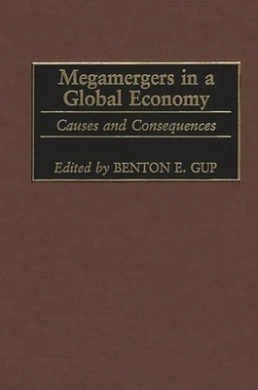 Megamergers in a
Global Economy
Causes and Consequences
Edited by BENTON E. GUP